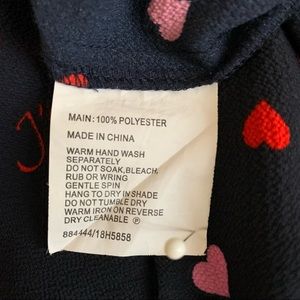 MAIN: 100% POLYESTER
MADE IN CHINA
WARM HAND WASH
SEPARATELY
DO NOT SOAK,BLEACH,
RUB OR WRING
GENTLE SPIN
HANG TO DRY IN SHADE
DO NOT TUMBLE DRY
WARM IRON ON REVERSE
DRY CLEANABLE Ⓟ
884444/18H5858